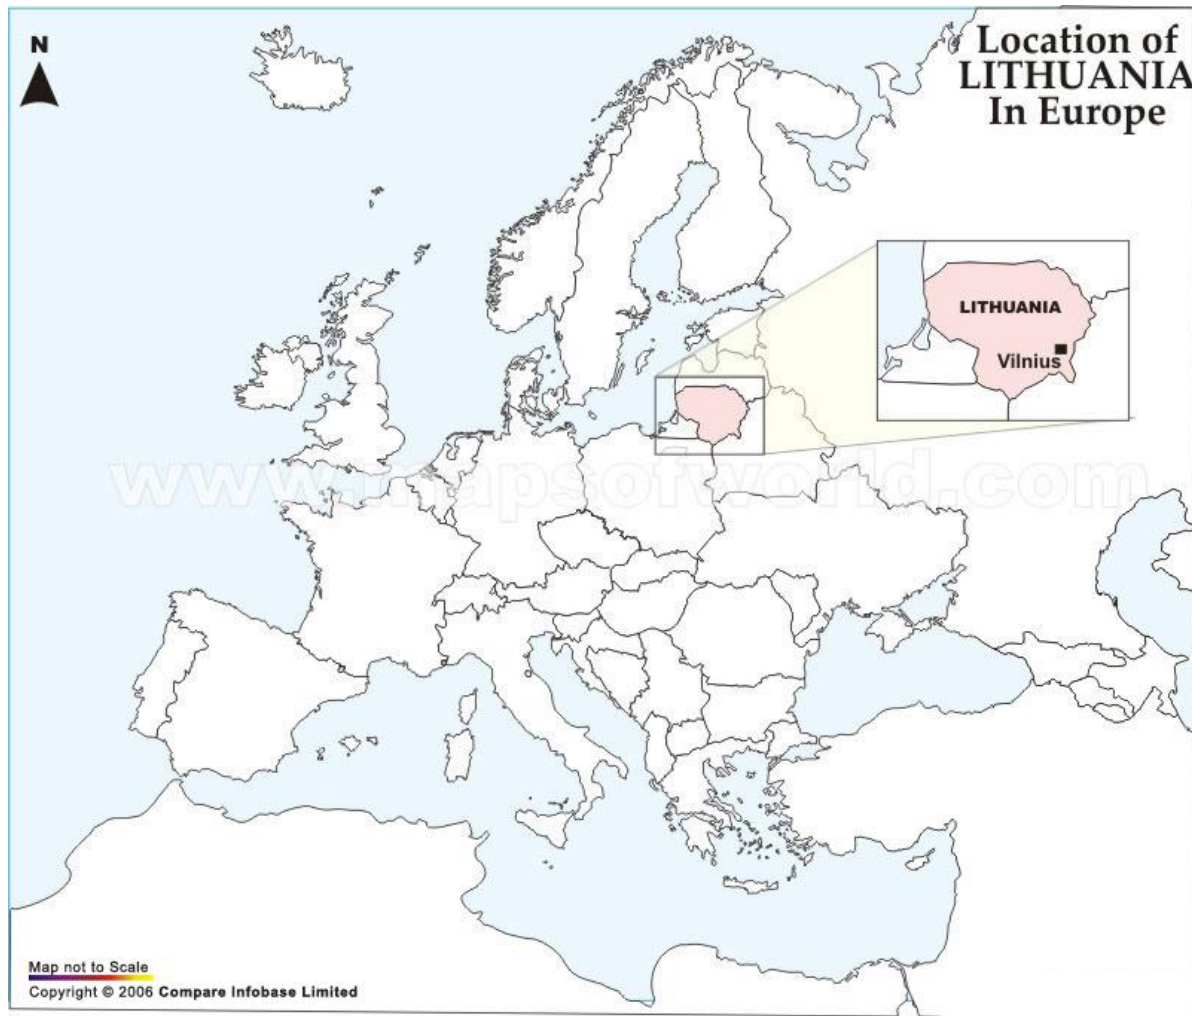 N
Location of
LITHUANIA
In Europe
LITHUANIA
Vilnius
www.mapsofworld.com
Map not to Scale
Copyright © 2006 Compare Infobase Limited